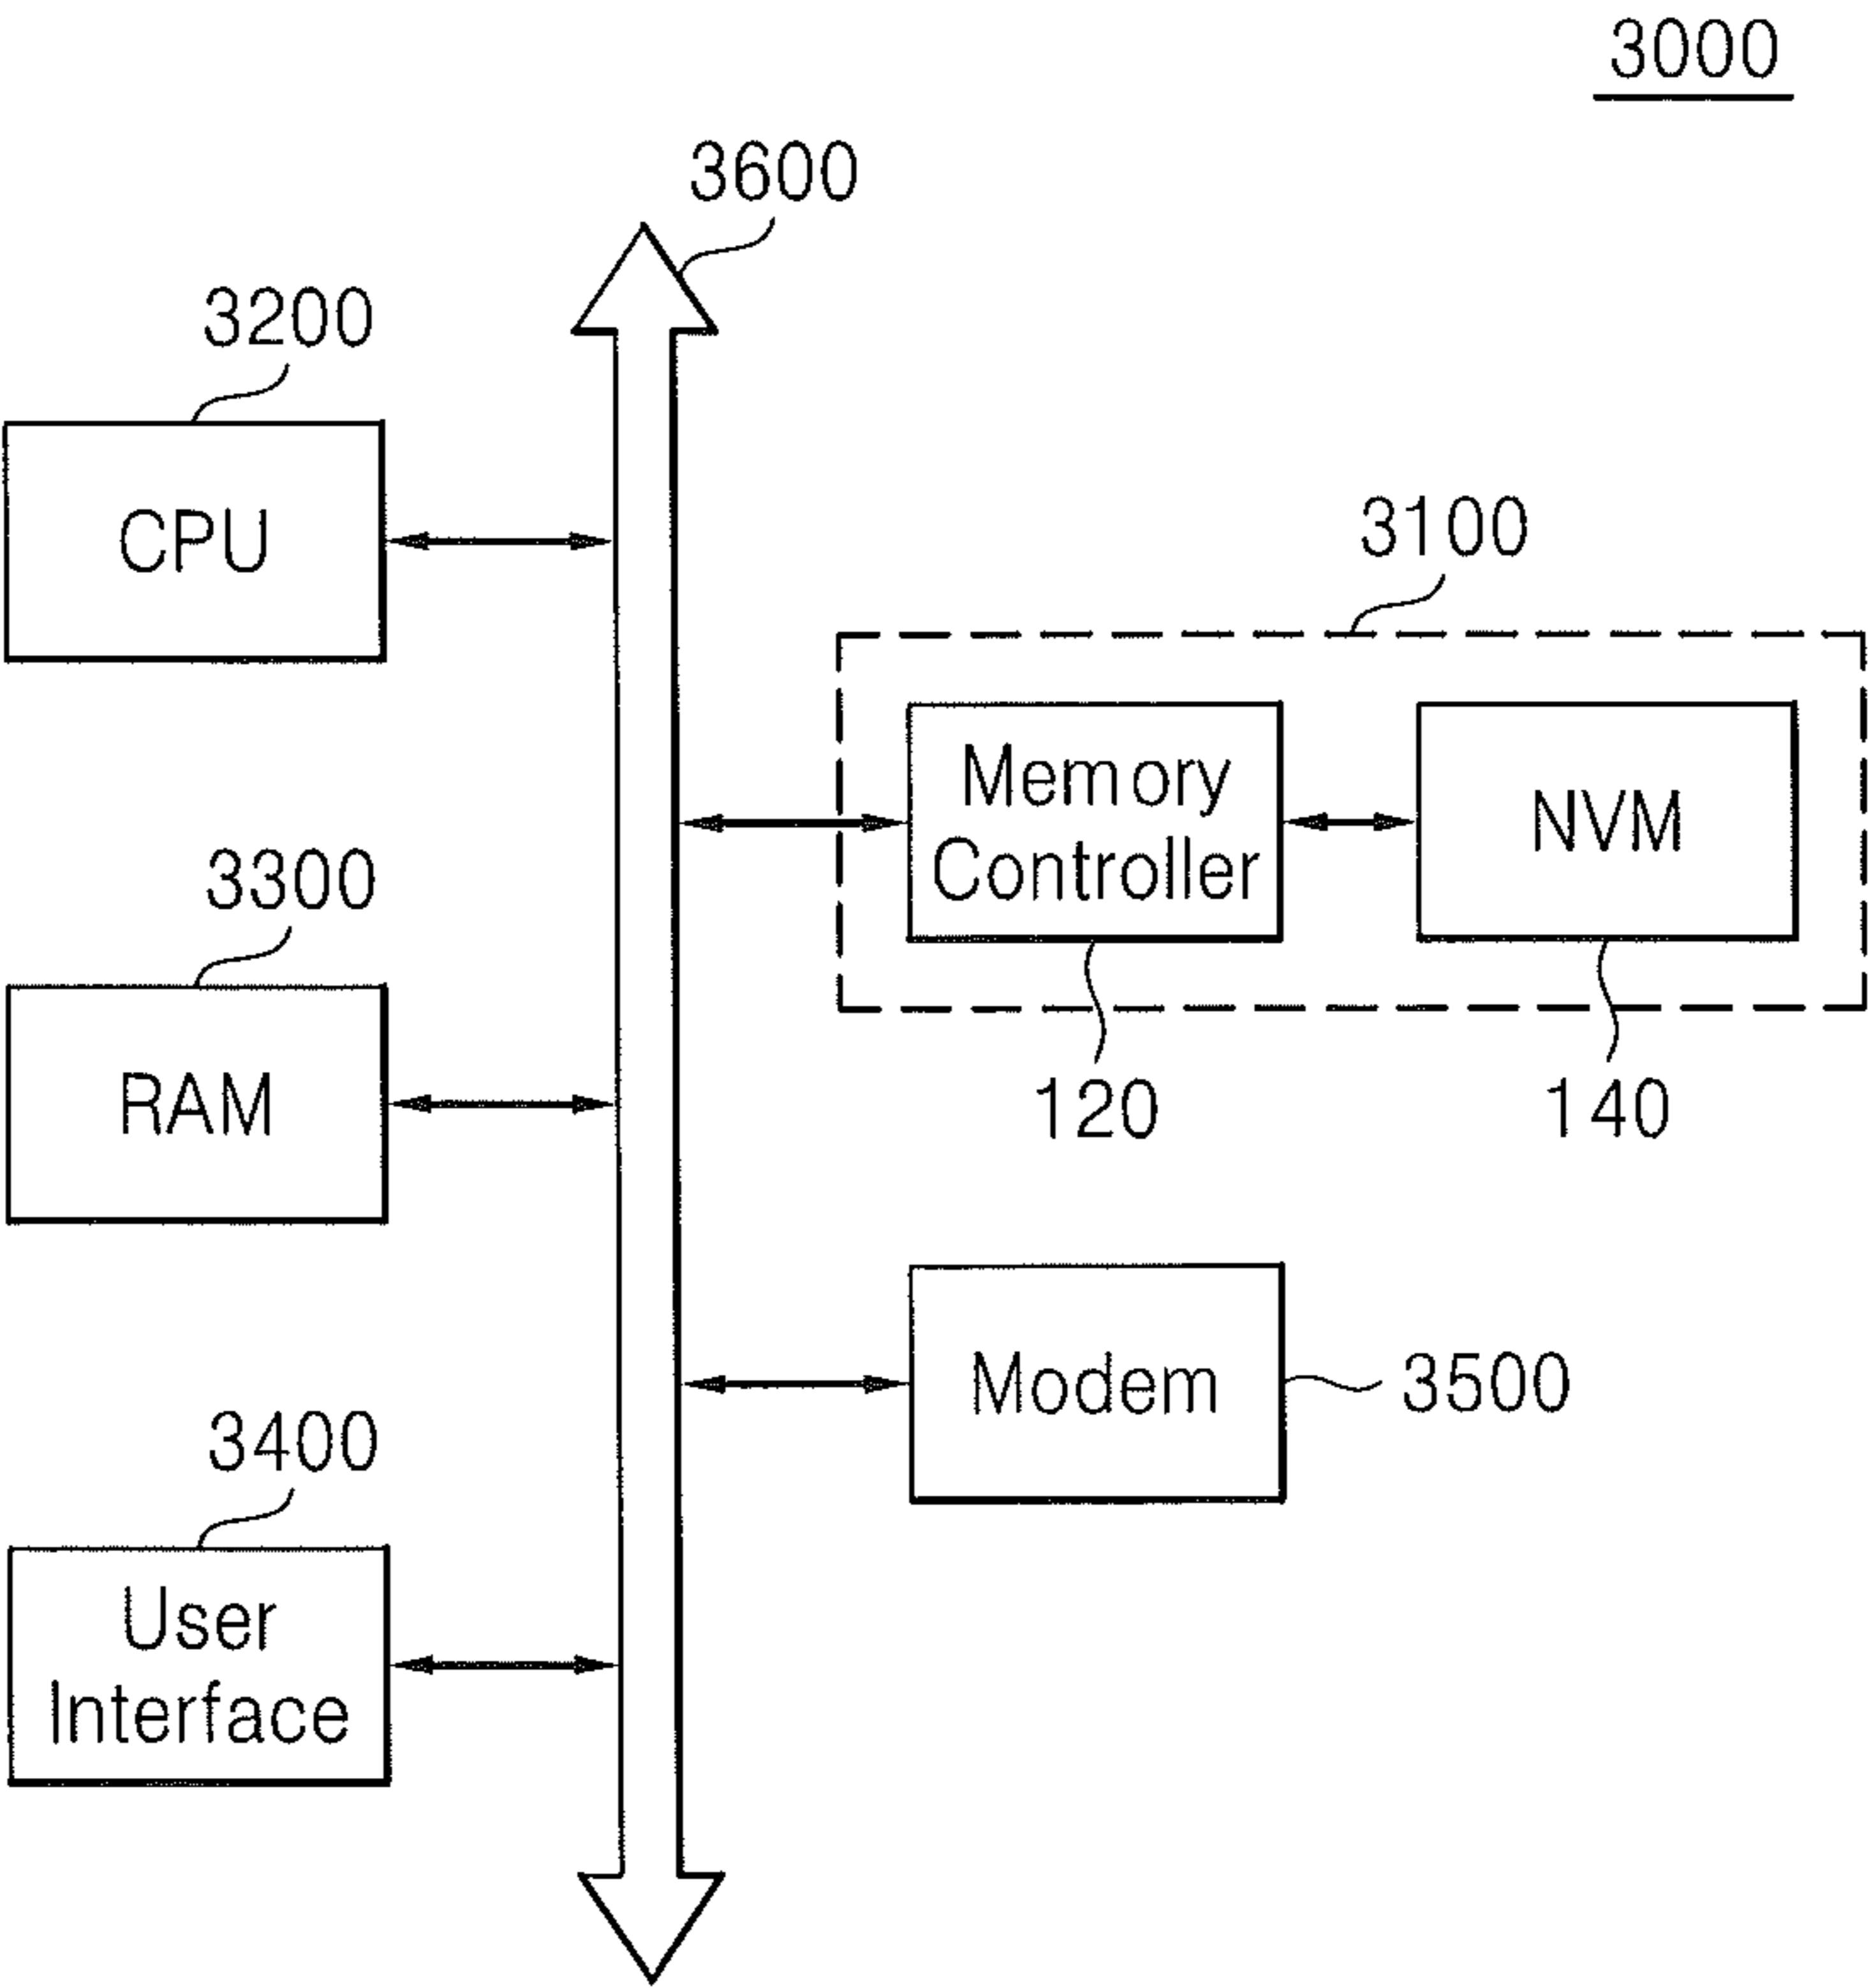 3000
3600
3200
CPU
3100
Memory
Controller
NVM
3300
RAM
120
140
Modem
3500
3400
User
Interface